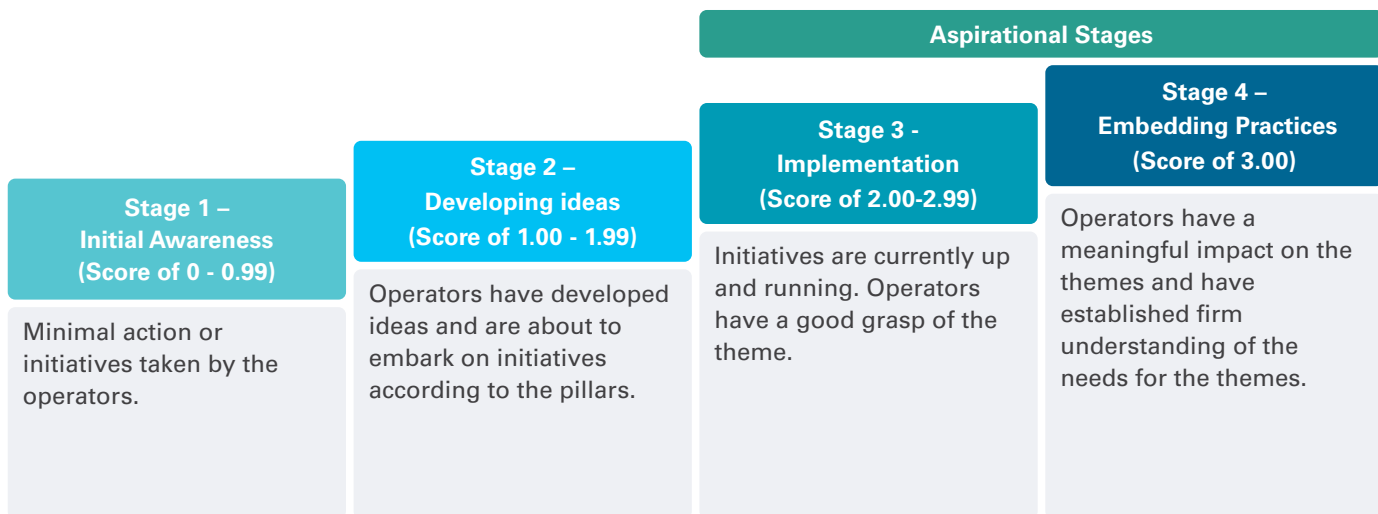 Aspirational Stages
Stage 1 –
Initial Awareness
(Score of 0 - 0.99)
Minimal action or
initiatives taken by the
operators.
Stage 2 –
Developing ideas
(Score of 1.00 - 1.99)
Operators have developed
ideas and are about to
embark on initiatives
according to the pillars.
Stage 3 -
Implementation
(Score of 2.00-2.99)
Initiatives are currently up
and running. Operators
have a good grasp of the
theme.
Stage 4 –
Embedding Practices
(Score of 3.00)
Operators have a
meaningful impact on the
themes and have
established firm
understanding of the
needs for the themes.